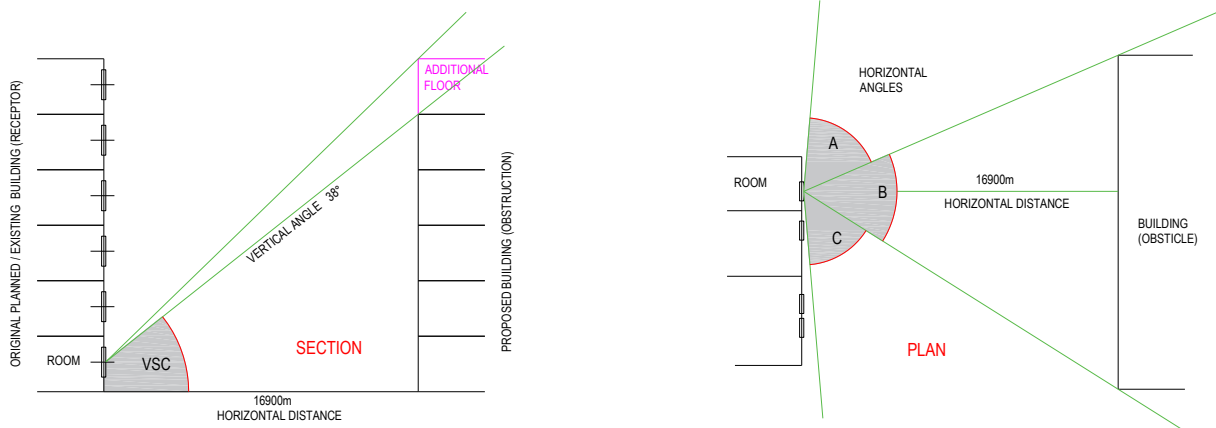 ORIGINAL PLANNED / EXISTING BUILDING (RECEPTOR)
ADDITIONAL
FLOOR
VERTICAL ANGLE 38°
PROPOSED BUILDING (OBSTRUCTION)
SECTION
ROOM
VSC
16900m
HORIZONTAL DISTANCE
HORIZONTAL
ANGLES
A
ROOM
B
16900m
HORIZONTAL DISTANCE
C
BUILDING
(OBSTICLE)
PLAN